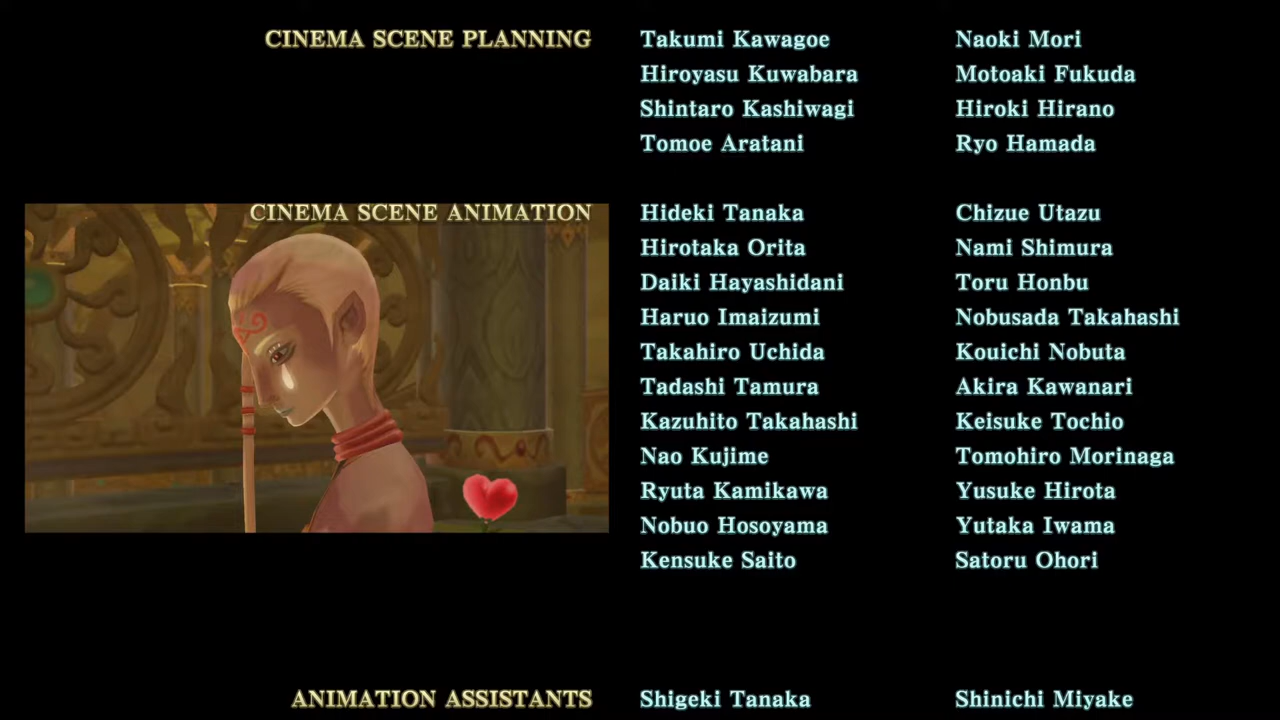 CINEMA SCENE PLANNING Takumi Kawagoe Naoki Mori
Hiroyasu Kuwabara Motoaki Fukuda
Shintaro Kashiwagi Hiroki Hirano
Tomoe Aratani Ryo Hamada
CINEMA SCENE ANIMATION Hideki Tanaka Chizue Utazu
Hirotaka Orita Nami Shimura
Daiki Hayashidani Toru Honbu
Haruo Imaizumi Nobusada Takahashi
Takahiro Uchida Kouichi Nobuta
Tadashi Tamura Akira Kawanari
Kazuhito Takahashi Keisuke Tochio
Nao Kujime Tomohiro Morinaga
Ryuta Kamikawa Yusuke Hirota
Nobuo Hosoyama Yutaka Iwama
Kensuke Saito Satoru Ohori
ANIMATION ASSISTANTS Shigeki Tanaka Shinichi Miyake